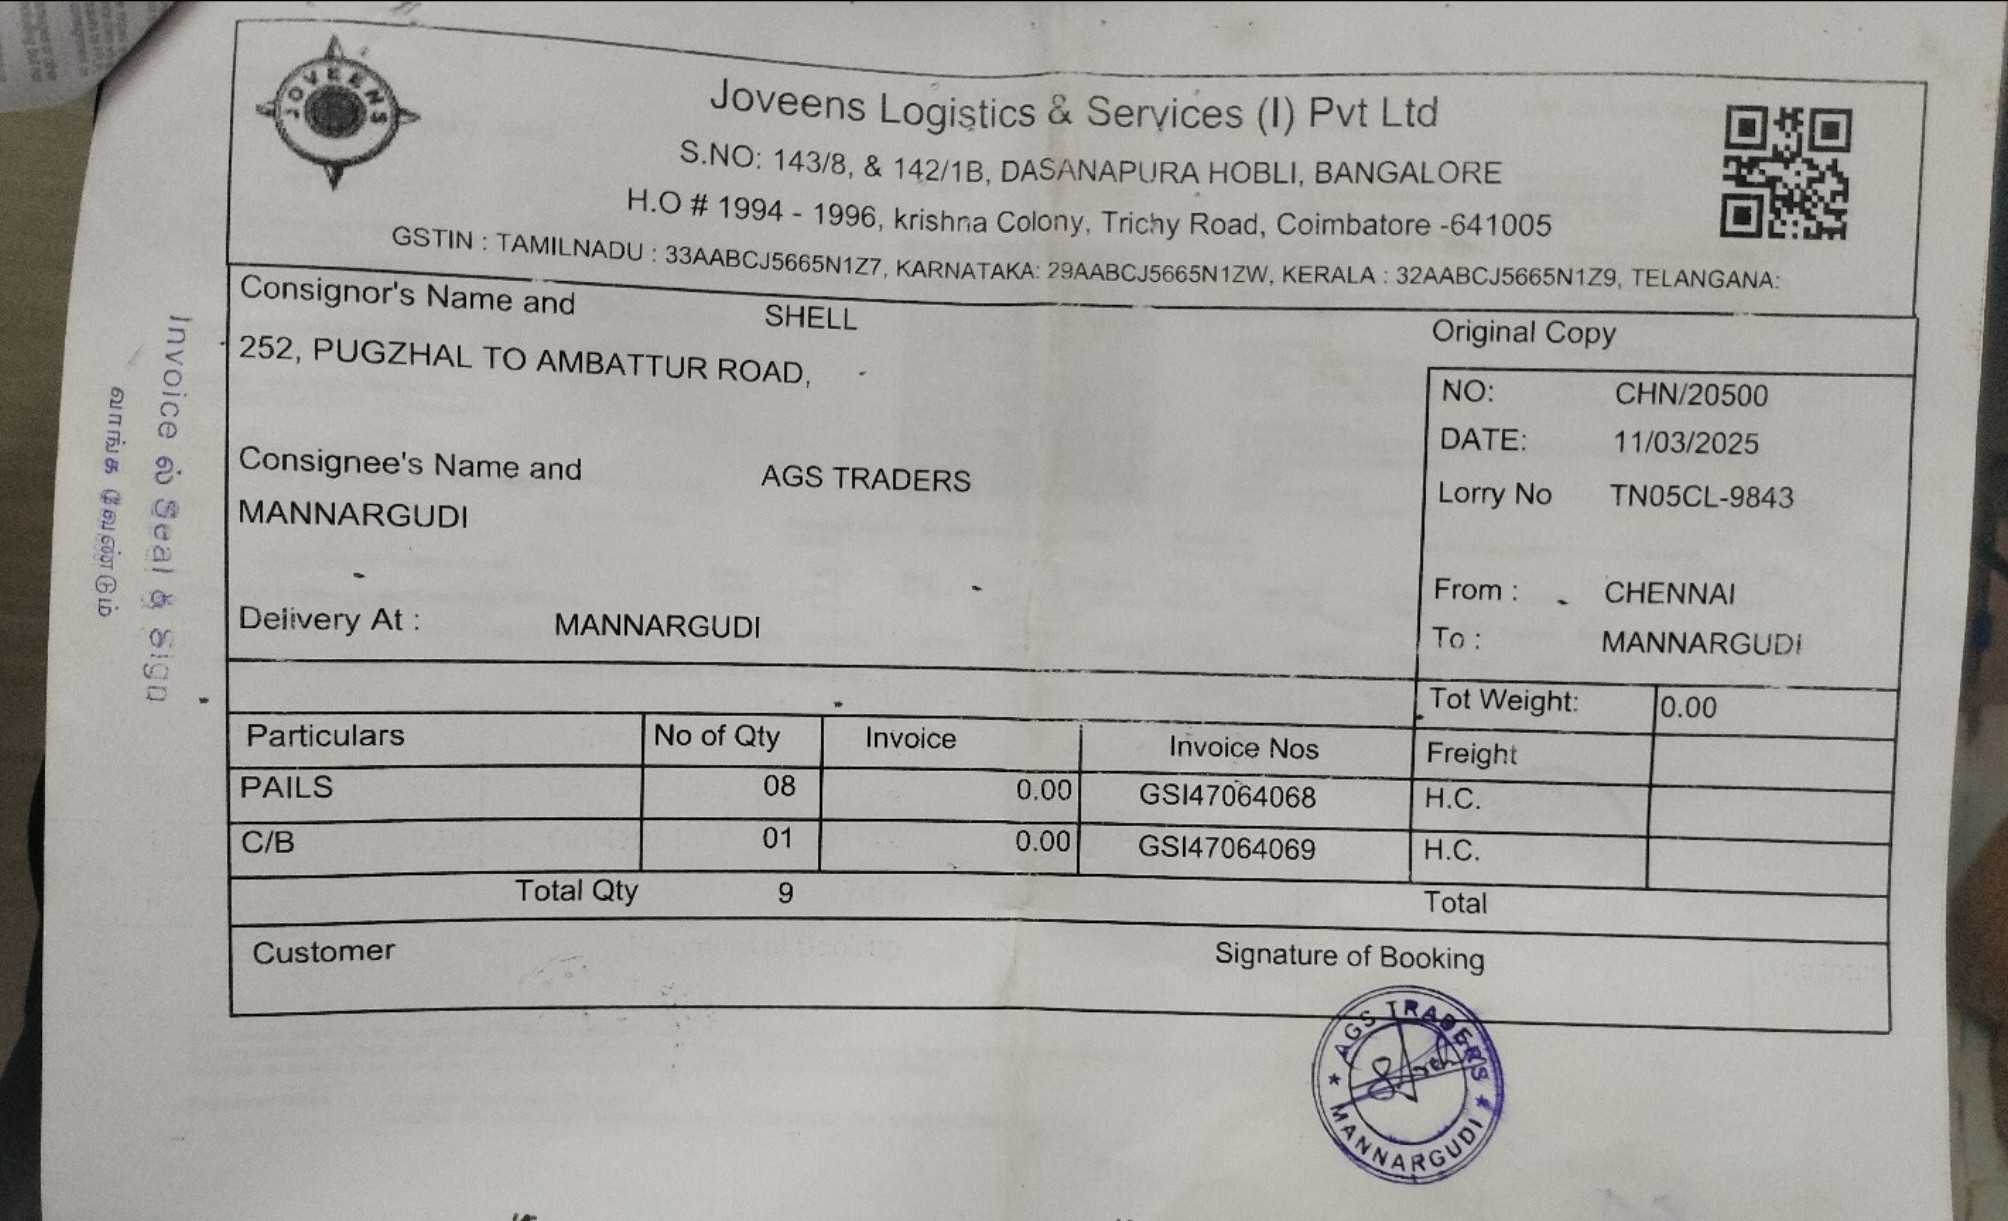 JOVEENS
Joveens Logistics & Services (I) Pvt Ltd
S.NO: 143/8, & 142/1B, DASANAPURA HOBLI, BANGALORE
H.O # 1994 - 1996, krishna Colony, Trichy Road, Coimbatore -641005
GSTIN : TAMILNADU : 33AABCJ5665N1Z7, KARNATAKA: 29AABCJ5665N1ZW, KERALA : 32AABCJ5665N1Z9, TELANGANA:
Consignor's Name and SHELL
252, PUGZHAL TO AMBATTUR ROAD,
Consignee's Name and AGS TRADERS
MANNARGUDI
Delivery At : MANNARGUDI
Original Copy
NO: CHN/20500
DATE: 11/03/2025
Lorry No TN05CL-9843
From : CHENNAI
To : MANNARGUDI
Tot Weight: 0.00
Particulars No of Qty Invoice Invoice Nos Freight
PAILS 08 0.00 GSI47064068 H.C.
C/B 01 0.00 GSI47064069 H.C.
Total Qty 9 Total
Customer Signature of Booking
AGS TRADERS
MANNARGUDI
Invoice ல் Seal & Sign
வாங்க வேண்டும்